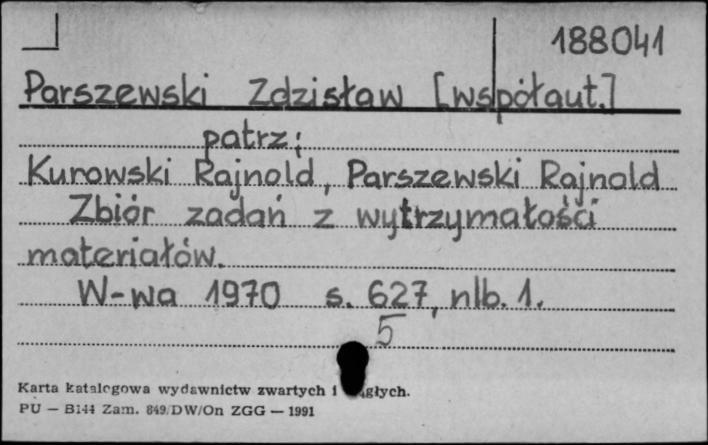 188041
Parszewski Zdzisław [współaut.]
patrz:
Kurowski Rajnold, Parszewski Rajnold
Zbiór zadań z wytrzymałości
materiałów.
W-wa 1970 s. 627, nlb. 1.
5
Karta katalogowa wydawnictw zwartych i
PU — B144 Zam. 849/DW/On ZGG — 1991